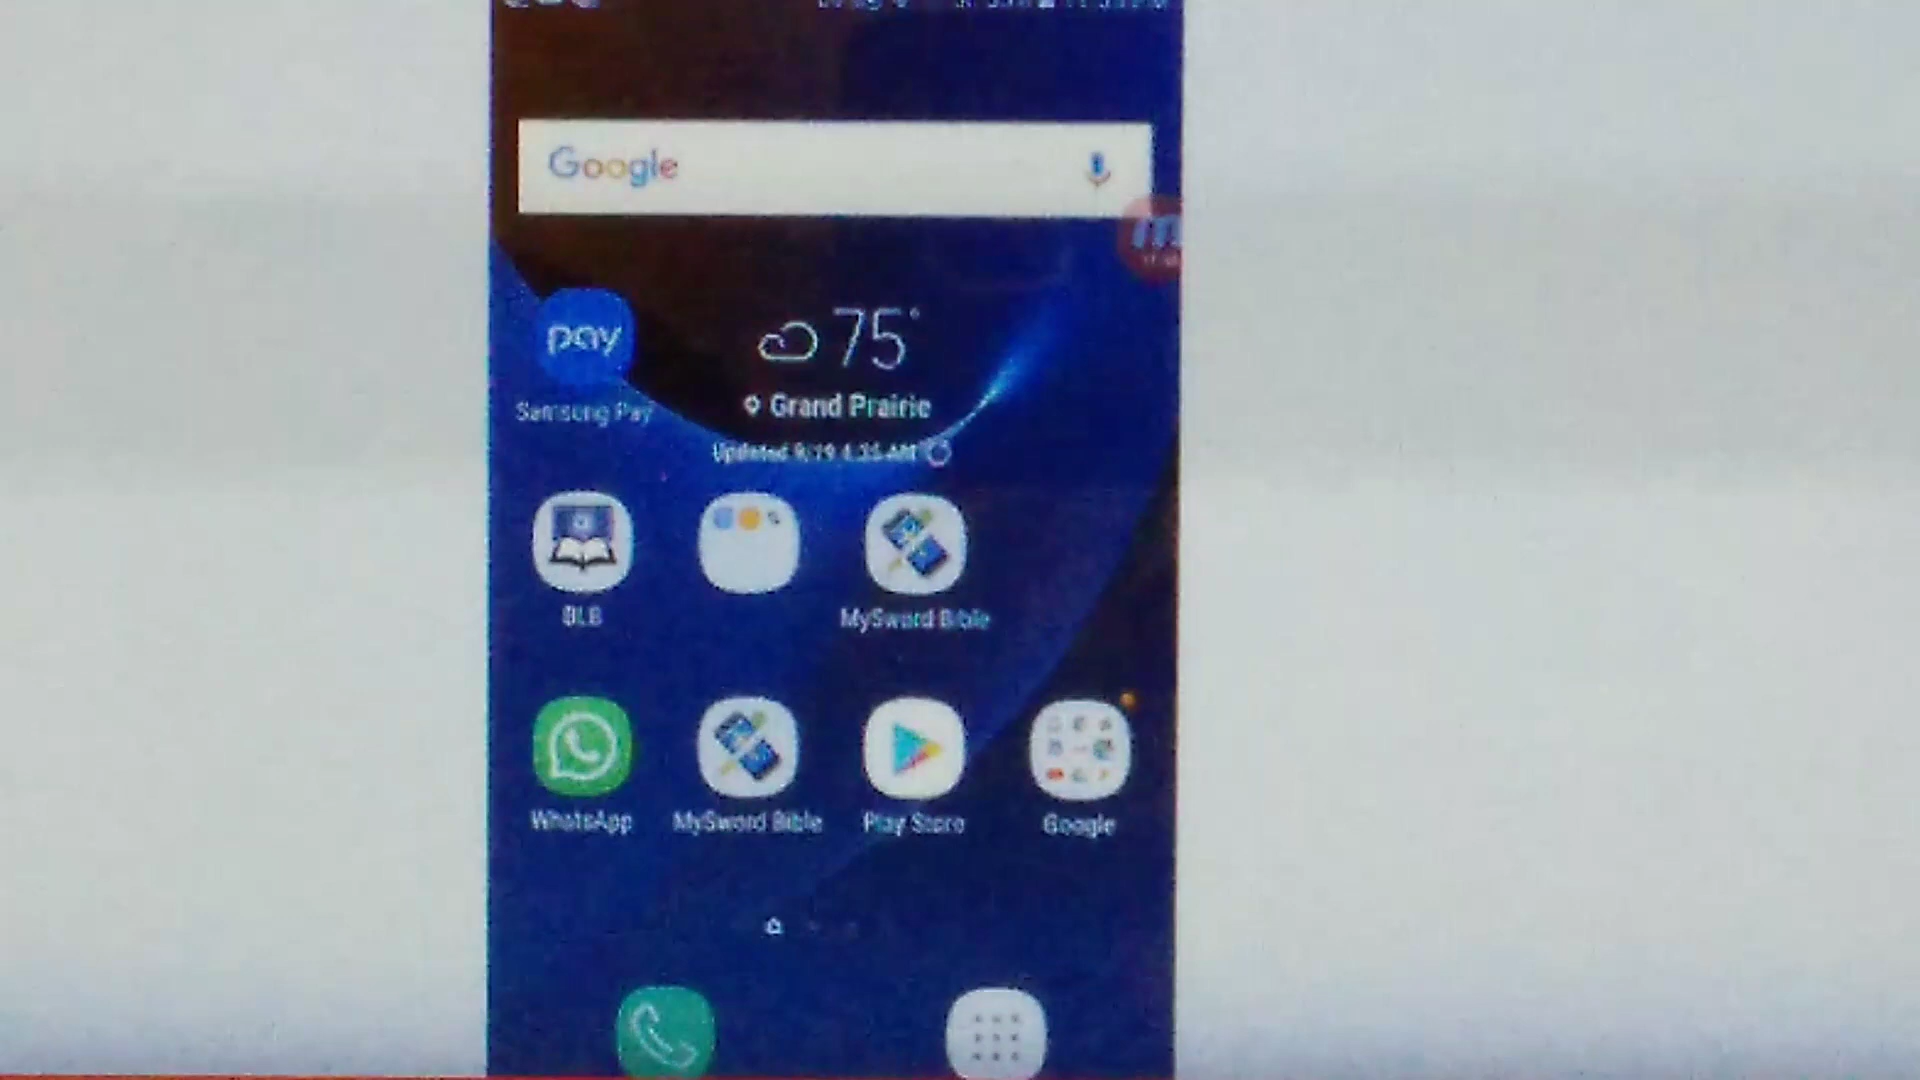 Google
75°
pay
Grand Prairie
Samsung Pay
BLB
MySword Bible
WhatsApp
MySword Bible
Play Store
Google